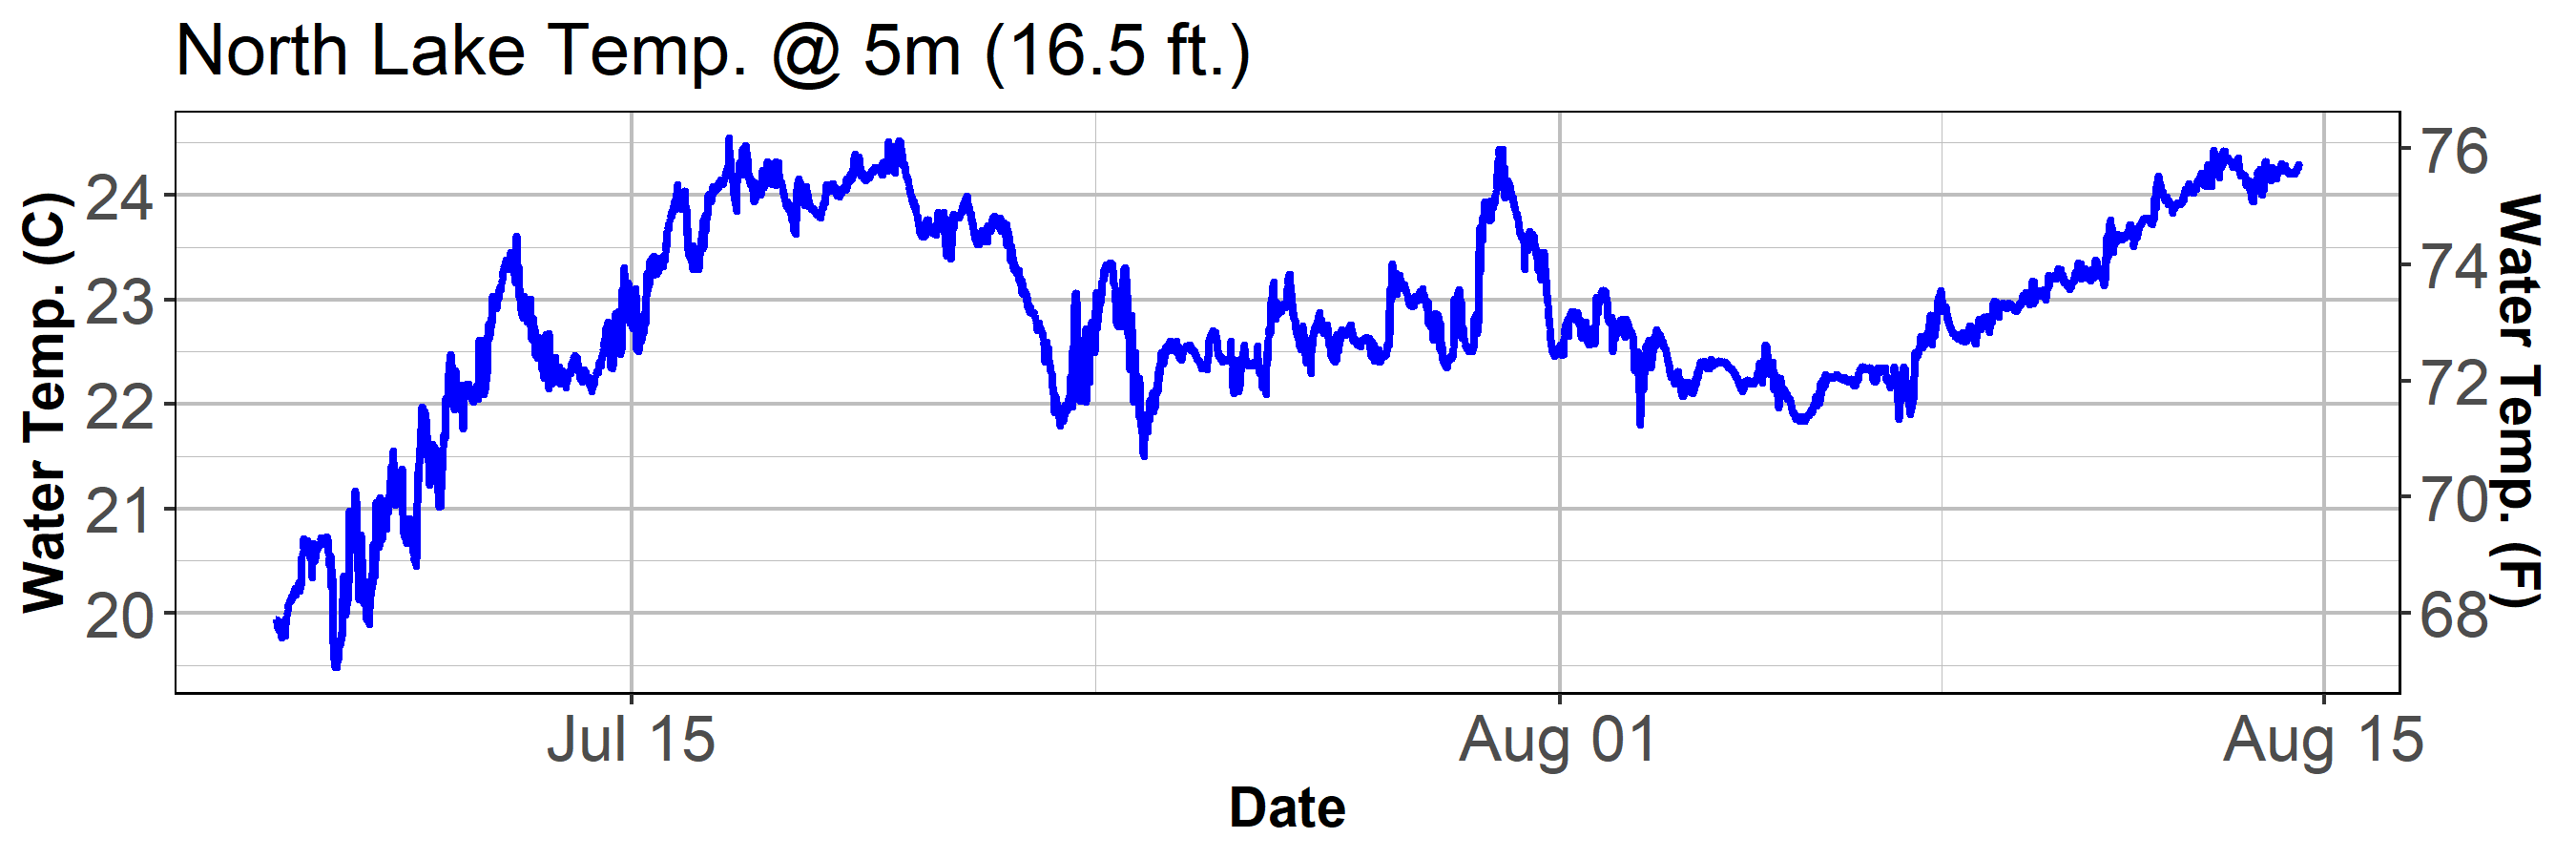 North Lake Temp. @ 5m (16.5 ft.)
Water Temp. (C)
24
23
22
21
20
76
74
72
70
68
Water Temp. (F)
Jul 15
Aug 01
Aug 15
Date